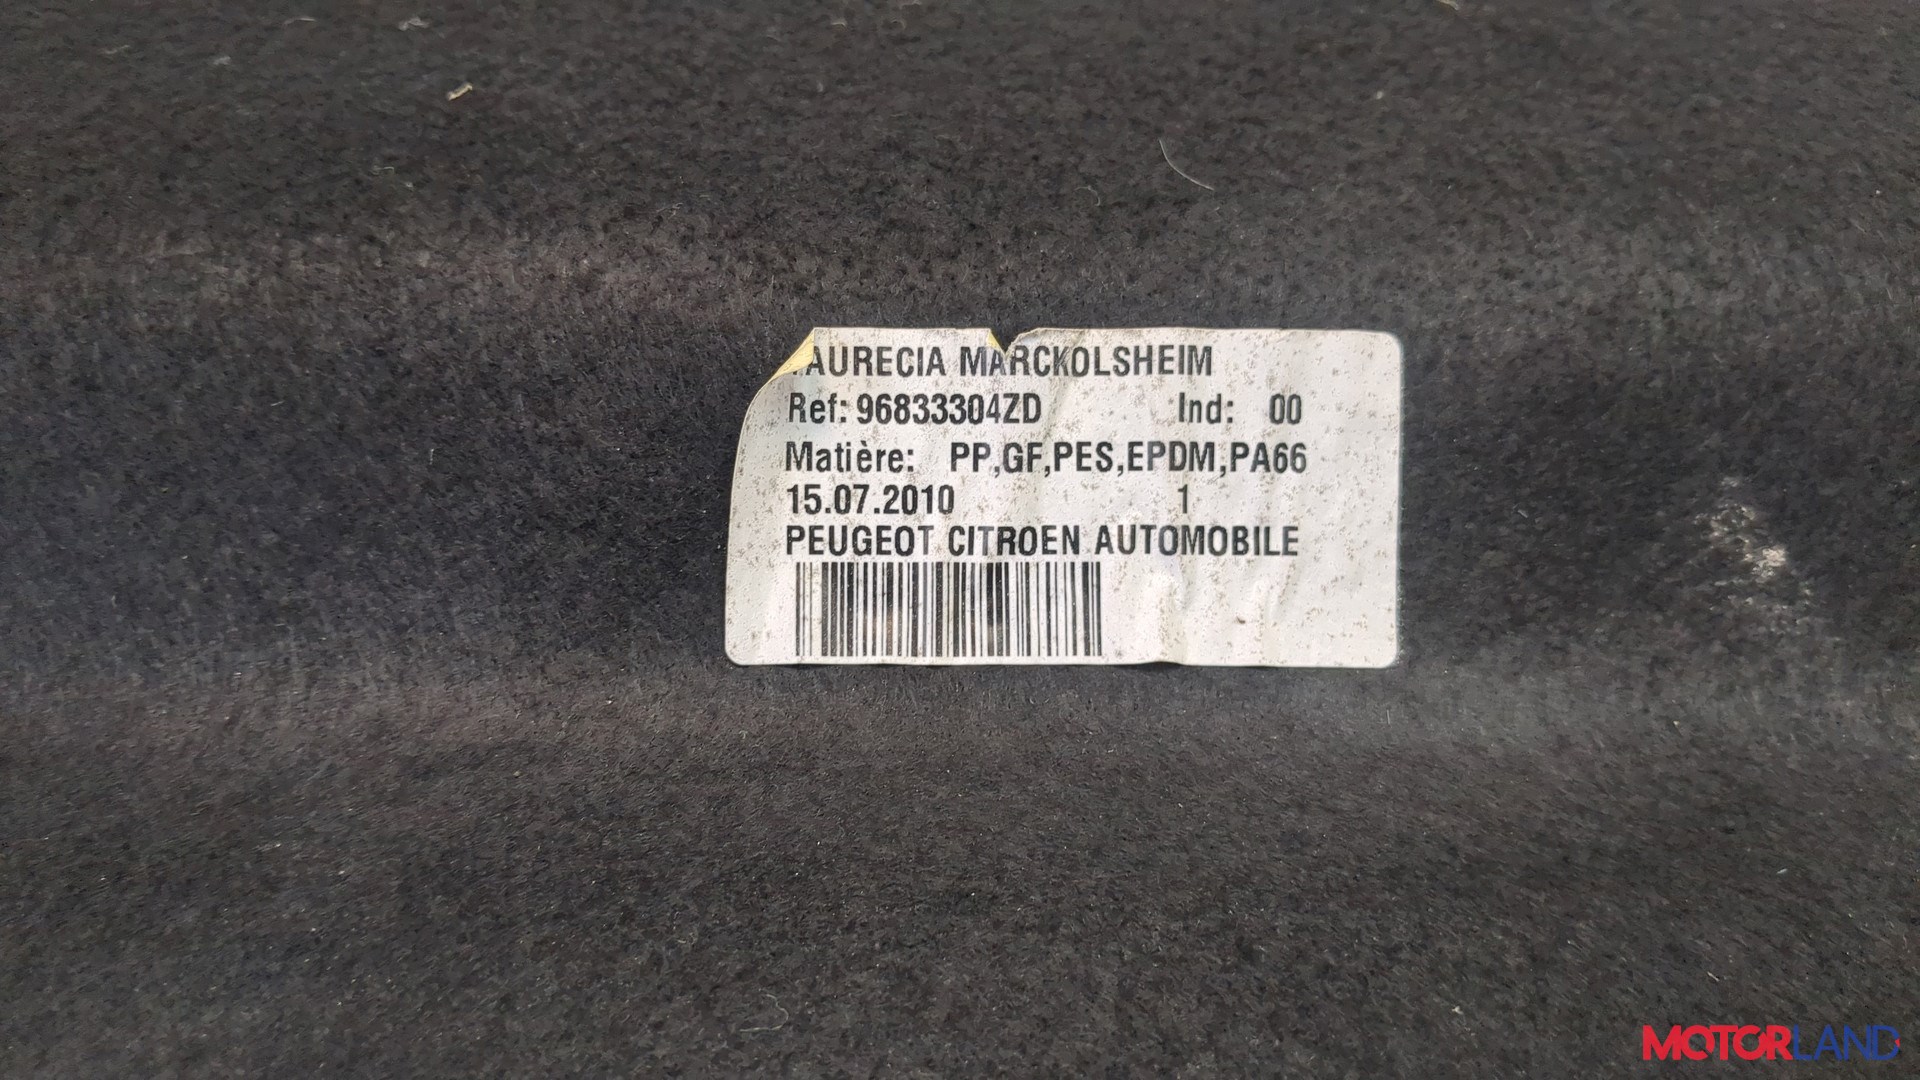 AURECIA MARCKOLSHEIM
Ref: 96833304ZD Ind: 00
Matière: PP,GF,PES,EPDM,PA66
15.07.2010 1
PEUGEOT CITROEN AUTOMOBILE
MOTORLAND